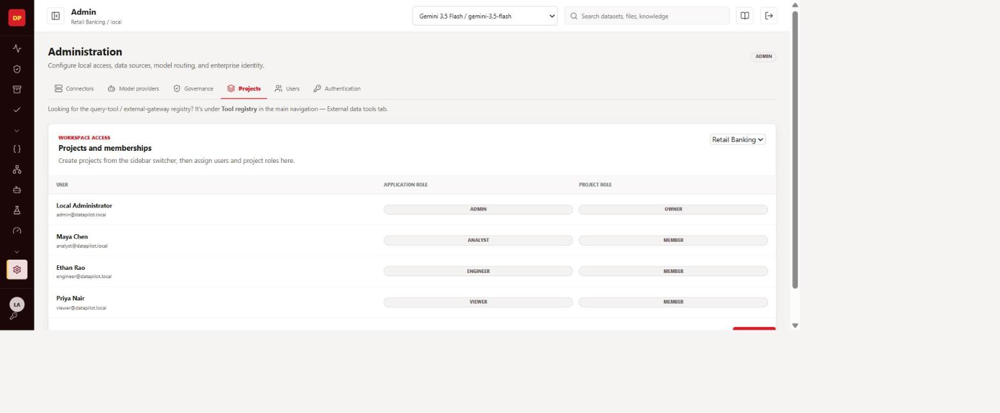 DP
Admin
Retail Banking / local
Gemini 3.5 Flash / gemini-3.5-flash
Search datasets, files, knowledge
Administration
Configure local access, data sources, model routing, and enterprise identity.
ADMIN
Connectors Model providers Governance Projects Users Authentication
Looking for the query-tool / external-gateway registry? It's under Tool registry in the main navigation — External data tools tab.
WORKSPACE ACCESS
Projects and memberships
Create projects from the sidebar switcher, then assign users and project roles here.
Retail Banking
USER APPLICATION ROLE PROJECT ROLE
Local Administrator
admin@datapilot.local
ADMIN OWNER
Maya Chen
analyst@datapilot.local
ANALYST MEMBER
Ethan Rao
engineer@datapilot.local
ENGINEER MEMBER
Priya Nair
viewer@datapilot.local
VIEWER MEMBER
LA